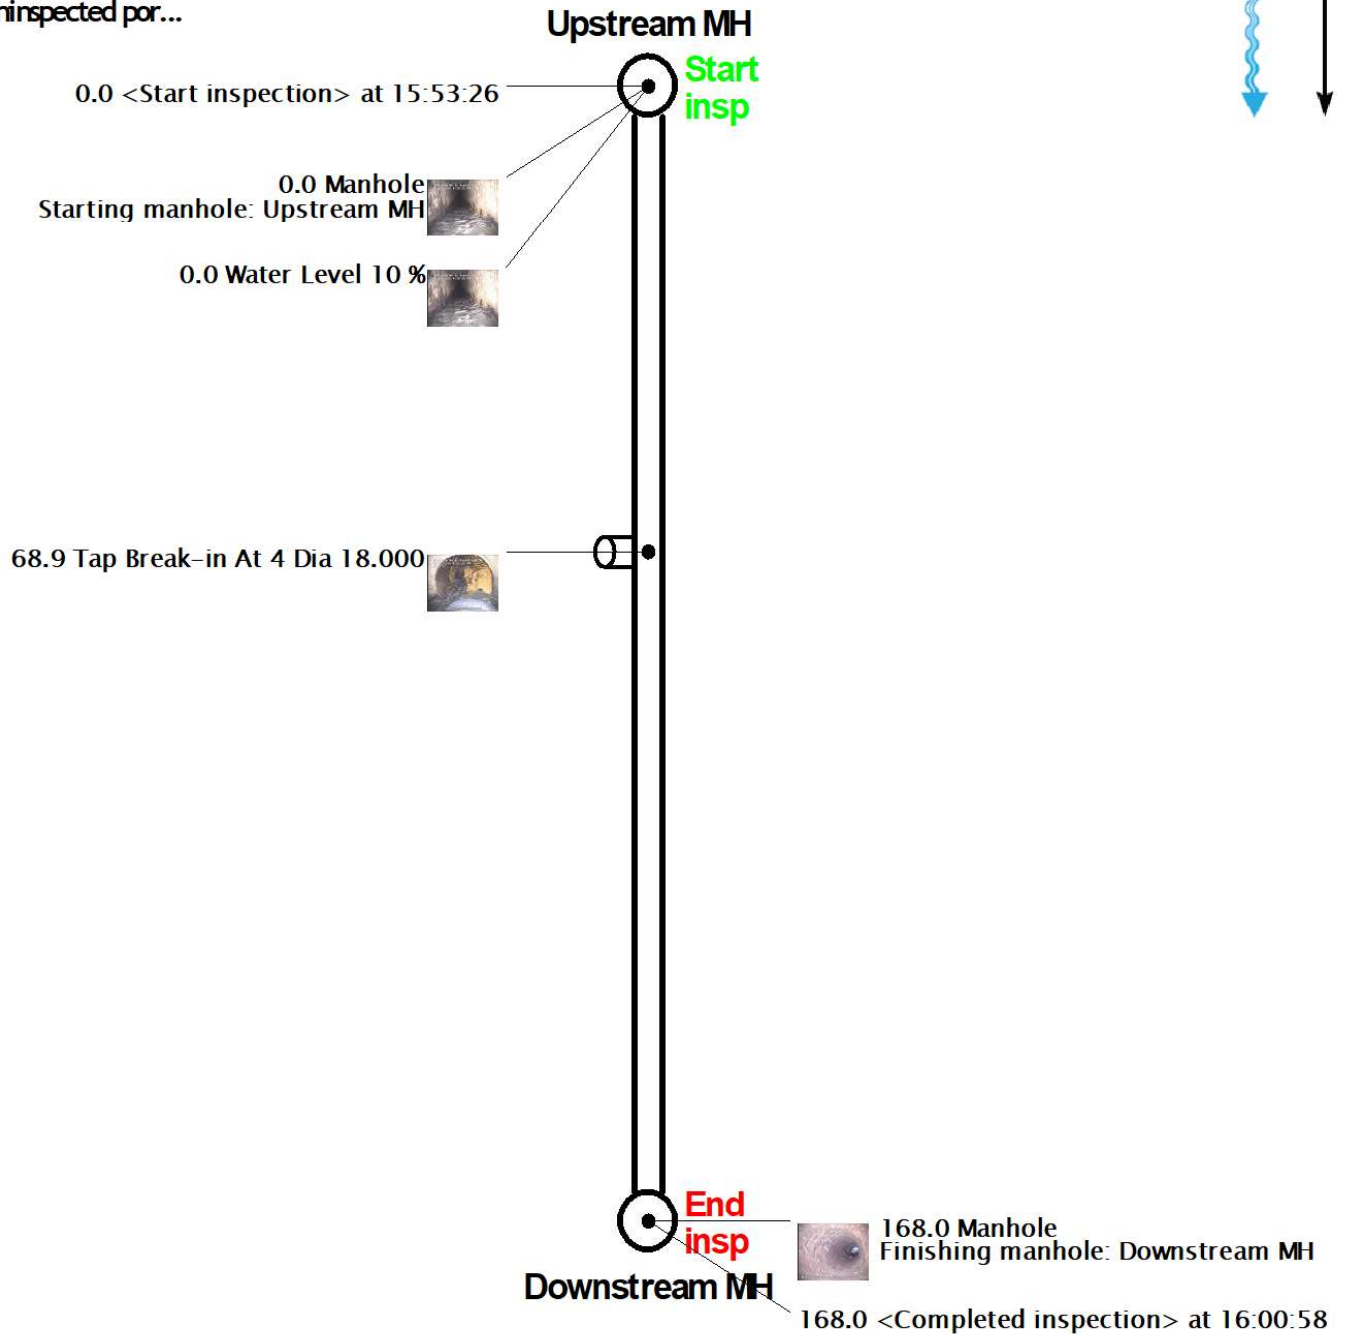 inspected por...
Upstream MH
Start
insp
0.0 <Start inspection> at 15:53:26
0.0 Manhole
Starting manhole: Upstream MH
0.0 Water Level 10 %
68.9 Tap Break-in At 4 Dia 18.000
End
insp
168.0 Manhole
Finishing manhole: Downstream MH
Downstream MH
168.0 <Completed inspection> at 16:00:58